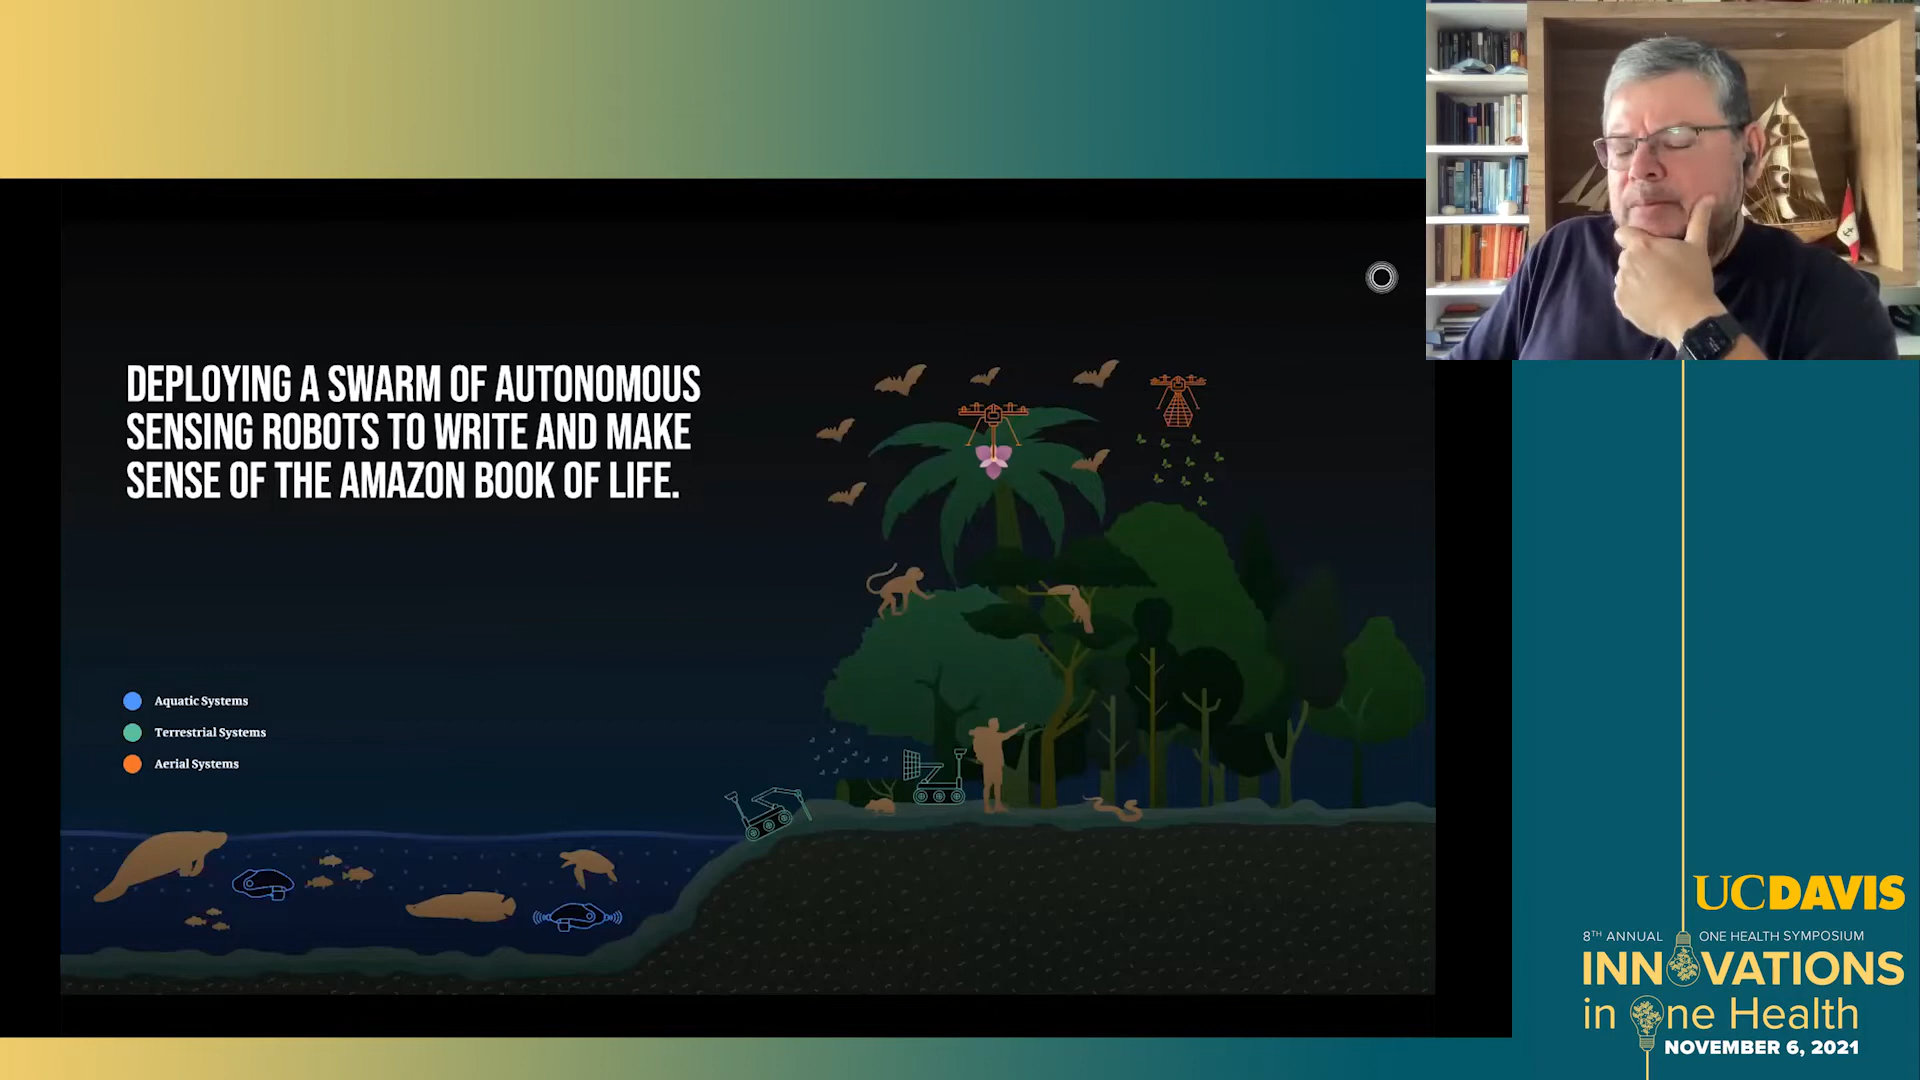 DEPLOYING A SWARM OF AUTONOMOUS
SENSING ROBOTS TO WRITE AND MAKE
SENSE OF THE AMAZON BOOK OF LIFE.
Aquatic Systems
Terrestrial Systems
Aerial Systems
UCDAVIS
8TH ANNUAL ONE HEALTH SYMPOSIUM
INNOVATIONS
in One Health
NOVEMBER 6, 2021